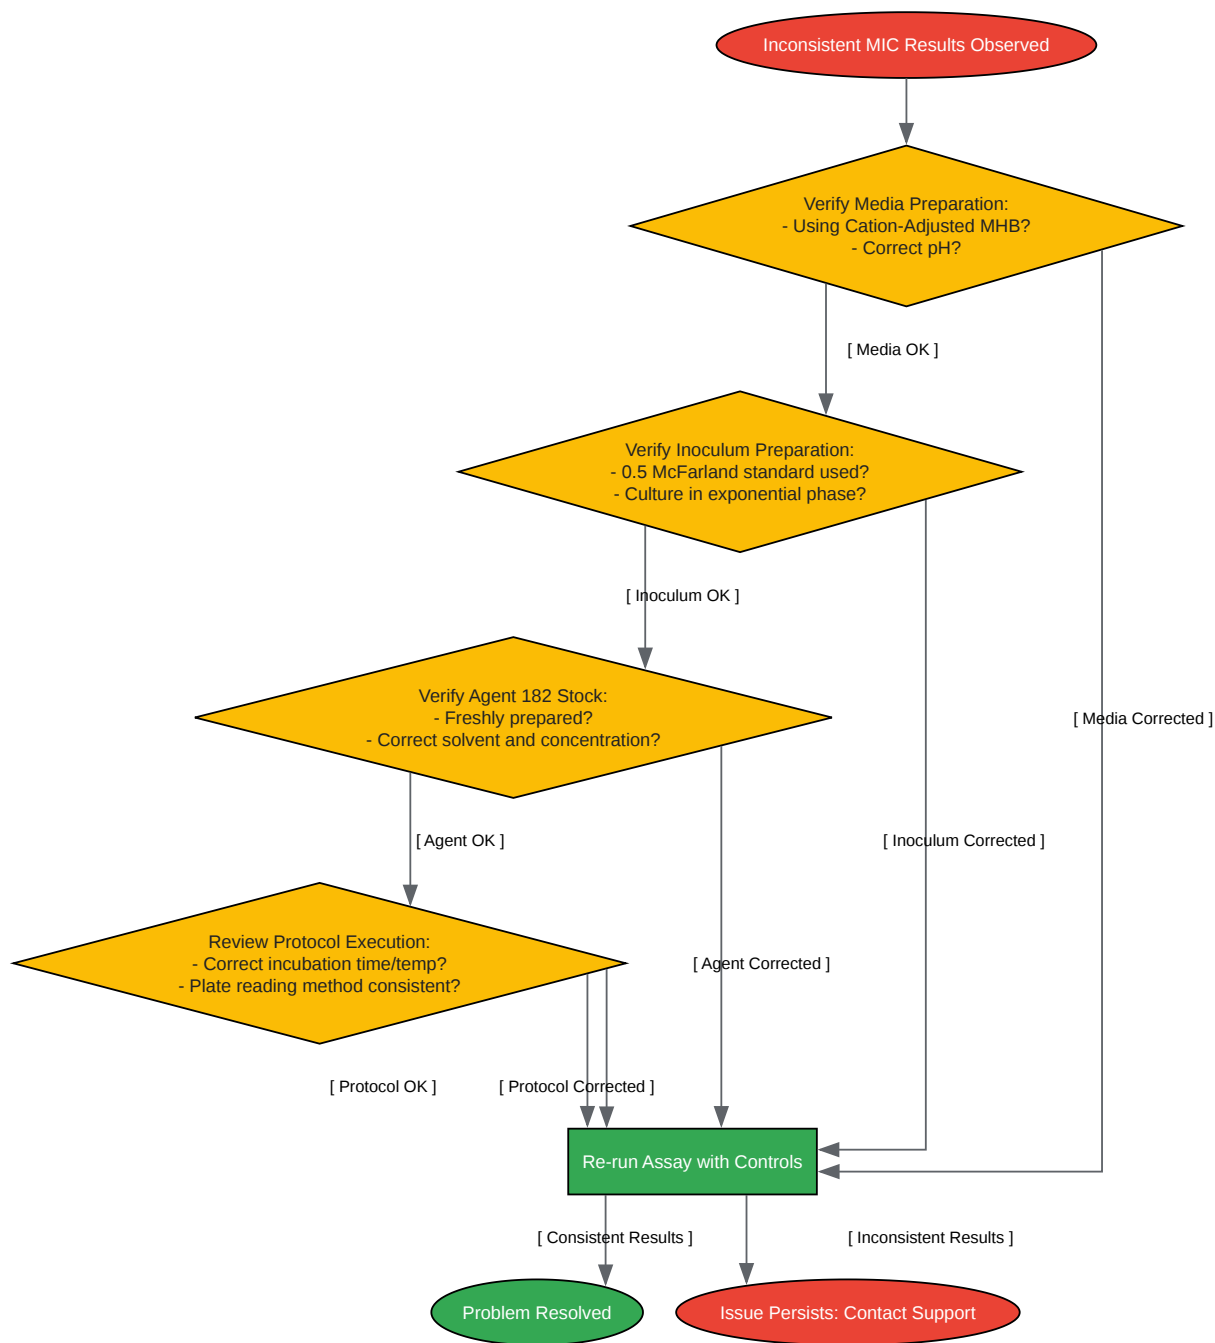 Inconsistent MIC Results Observed
Verify Media Preparation:
- Using Cation-Adjusted MHB?
- Correct pH?
[ Media OK ]
Verify Inoculum Preparation:
- 0.5 McFarland standard used?
- Culture in exponential phase?
[ Inoculum OK ]
Verify Agent 182 Stock:
- Freshly prepared?
- Correct solvent and concentration?
[ Media Corrected ]
[ Agent OK ]
[ Inoculum Corrected ]
Review Protocol Execution:
- Correct incubation time/temp?
- Plate reading method consistent?
[ Agent Corrected ]
[ Protocol OK ]
[ Protocol Corrected ]
Re-run Assay with Controls
[ Consistent Results ]
[ Inconsistent Results ]
Problem Resolved
Issue Persists: Contact Support